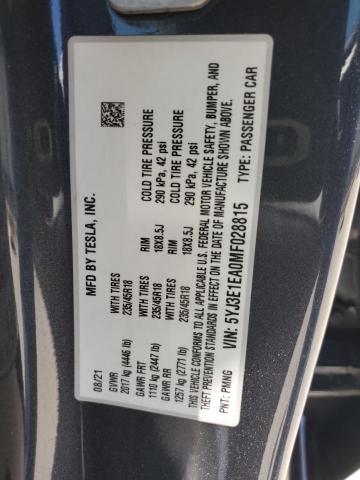 MFD BY TESLA, INC.
08/21
GVWR
2017 kg (4446 lb)
GAWR FRT WITH TIRES RIM COLD TIRE PRESSURE
1110 kg (2447 lb) 235/45R18 18X8.5J 290 kPa, 42 psi
GAWR RR WITH TIRES RIM COLD TIRE PRESSURE
1257 kg (2771 lb) 235/45R18 18X8.5J 290 kPa, 42 psi
THIS VEHICLE CONFORMS TO ALL APPLICABLE U.S. FEDERAL MOTOR VEHICLE SAFETY, BUMPER, AND
THEFT PREVENTION STANDARDS IN EFFECT ON THE DATE OF MANUFACTURE SHOWN ABOVE.
VIN: 5YJ3E1EA0MF028815 TYPE: PASSENGER CAR
PNT: PMNG